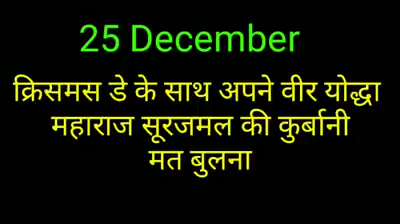 25 December
क्रिसमस डे के साथ अपने वीर योद्धा
महाराज सूरजमल की कुर्बानी
मत बुलना